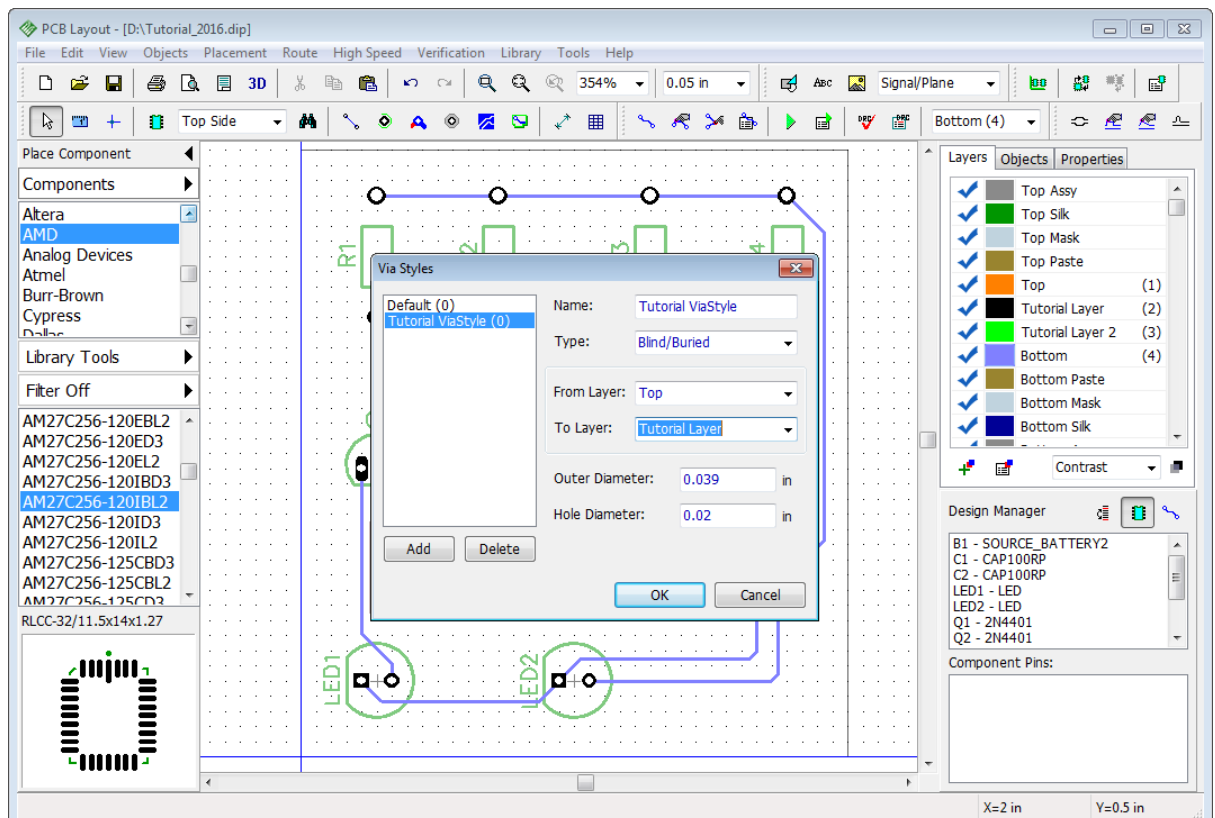 PCB Layout - [D:\Tutorial_2016.dip]
File Edit View Objects Placement Route High Speed Verification Library Tools Help
3D 354% 0.05 in ABC Signal/Plane
Top Side DRC DRC Bottom (4)
Place Component
Components
Altera
AMD
Analog Devices
Atmel
Burr-Brown
Cypress
Dallas
Library Tools
Filter Off
AM27C256-120EBL2
AM27C256-120ED3
AM27C256-120EL2
AM27C256-120IBD3
AM27C256-120IBL2
AM27C256-120ID3
AM27C256-120IL2
AM27C256-125CBD3
AM27C256-125CBL2
AM27C256-125CD3
RLCC-32/11.5x14x1.27
R1
2
3
4
Via Styles
Default (0)
Tutorial ViaStyle (0)
Add Delete
Name: Tutorial ViaStyle
Type: Blind/Buried
From Layer: Top
To Layer: Tutorial Layer
Outer Diameter: 0.039 in
Hole Diameter: 0.02 in
OK Cancel
LED1
LED2
Layers Objects Properties
Top Assy
Top Silk
Top Mask
Top Paste
Top (1)
Tutorial Layer (2)
Tutorial Layer 2 (3)
Bottom (4)
Bottom Paste
Bottom Mask
Bottom Silk
Contrast
Design Manager
B1 - SOURCE_BATTERY2
C1 - CAP100RP
C2 - CAP100RP
LED1 - LED
LED2 - LED
Q1 - 2N4401
Q2 - 2N4401
Component Pins:
X=2 in Y=0.5 in